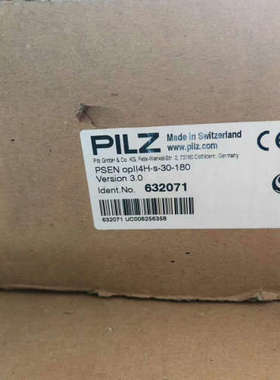 PILZ
Made in Switzerland
www.pilz.com
Pilz GmbH & Co. KG, Felix-Wankel-Str. 2, 73760 Ostfildern, Germany
PSEN opII4H-s-30-180
Version 3.0
Ident.No. 632071
632071 UC006256358